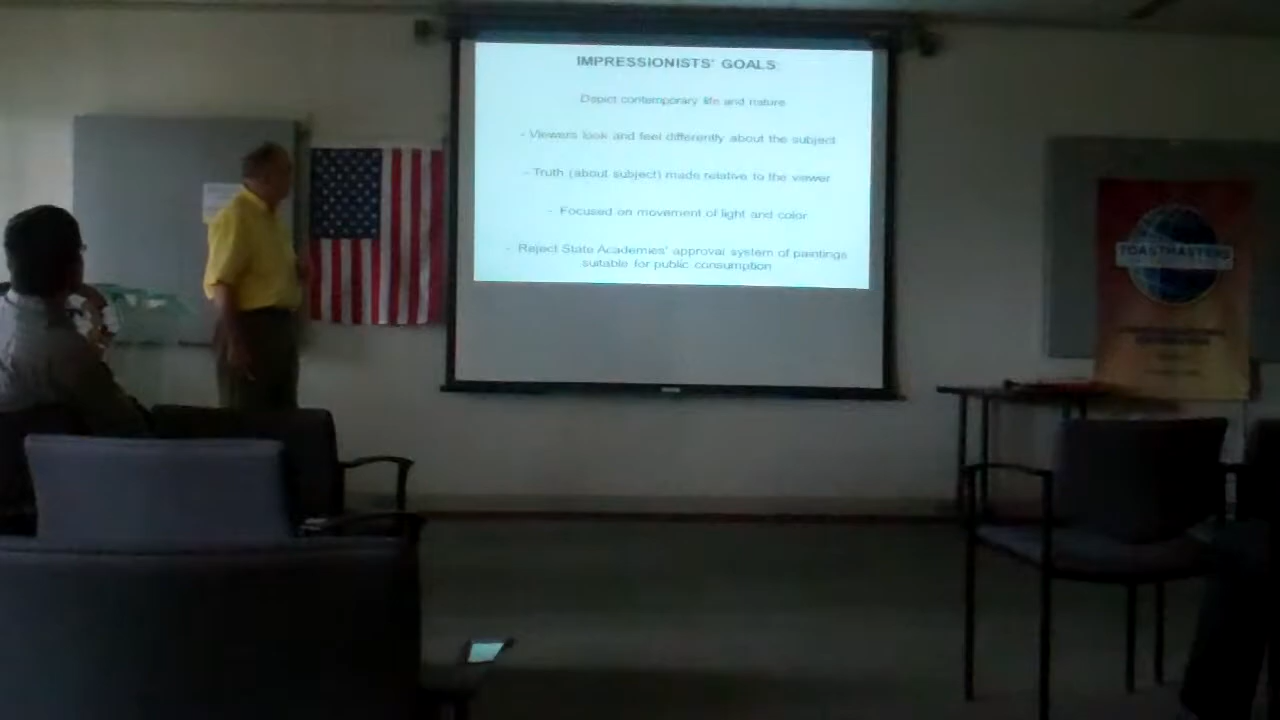 IMPRESSIONISTS' GOALS:
Depict contemporary life and nature
- Viewers look and feel differently about the subject
- Truth (about subject) made relative to the viewer
- Focused on movement of light and color
- Reject State Academies' approval system of paintings
suitable for public consumption
TOASTMASTERS